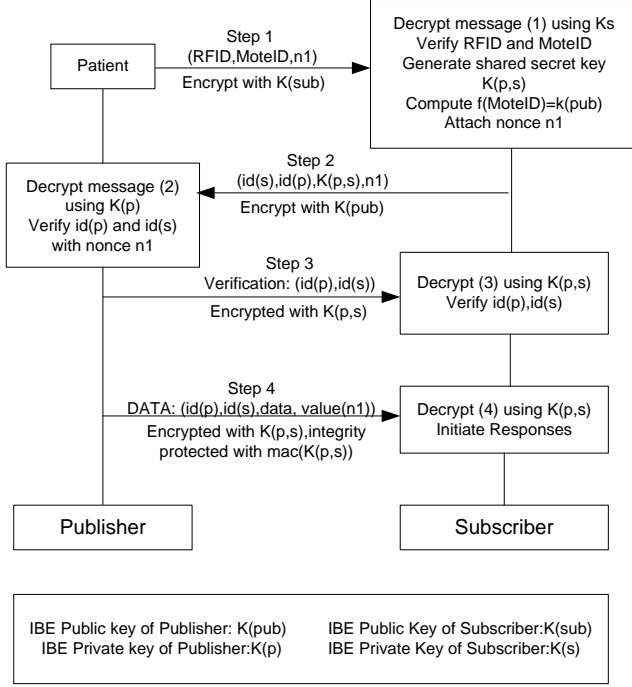 Patient
Step 1
(RFID,MoteID,n1)
Encrypt with K(sub)
Decrypt message (1) using Ks
Verify RFID and MoteID
Generate shared secret key
K(p,s)
Compute f(MoteID)=k(pub)
Attach nonce n1
Step 2
(id(s),id(p),K(p,s),n1)
Encrypt with K(pub)
Decrypt message (2)
using K(p)
Verify id(p) and id(s)
with nonce n1
Step 3
Verification: (id(p),id(s))
Encrypted with K(p,s)
Decrypt (3) using K(p,s)
Verify id(p),id(s)
Step 4
DATA: (id(p),id(s),data, value(n1))
Encrypted with K(p,s),integrity
protected with mac(K(p,s))
Decrypt (4) using K(p,s)
Initiate Responses
Publisher
Subscriber
IBE Public key of Publisher: K(pub)
IBE Private key of Publisher:K(p)
IBE Public Key of Subscriber:K(sub)
IBE Private Key of Subscriber:K(s)